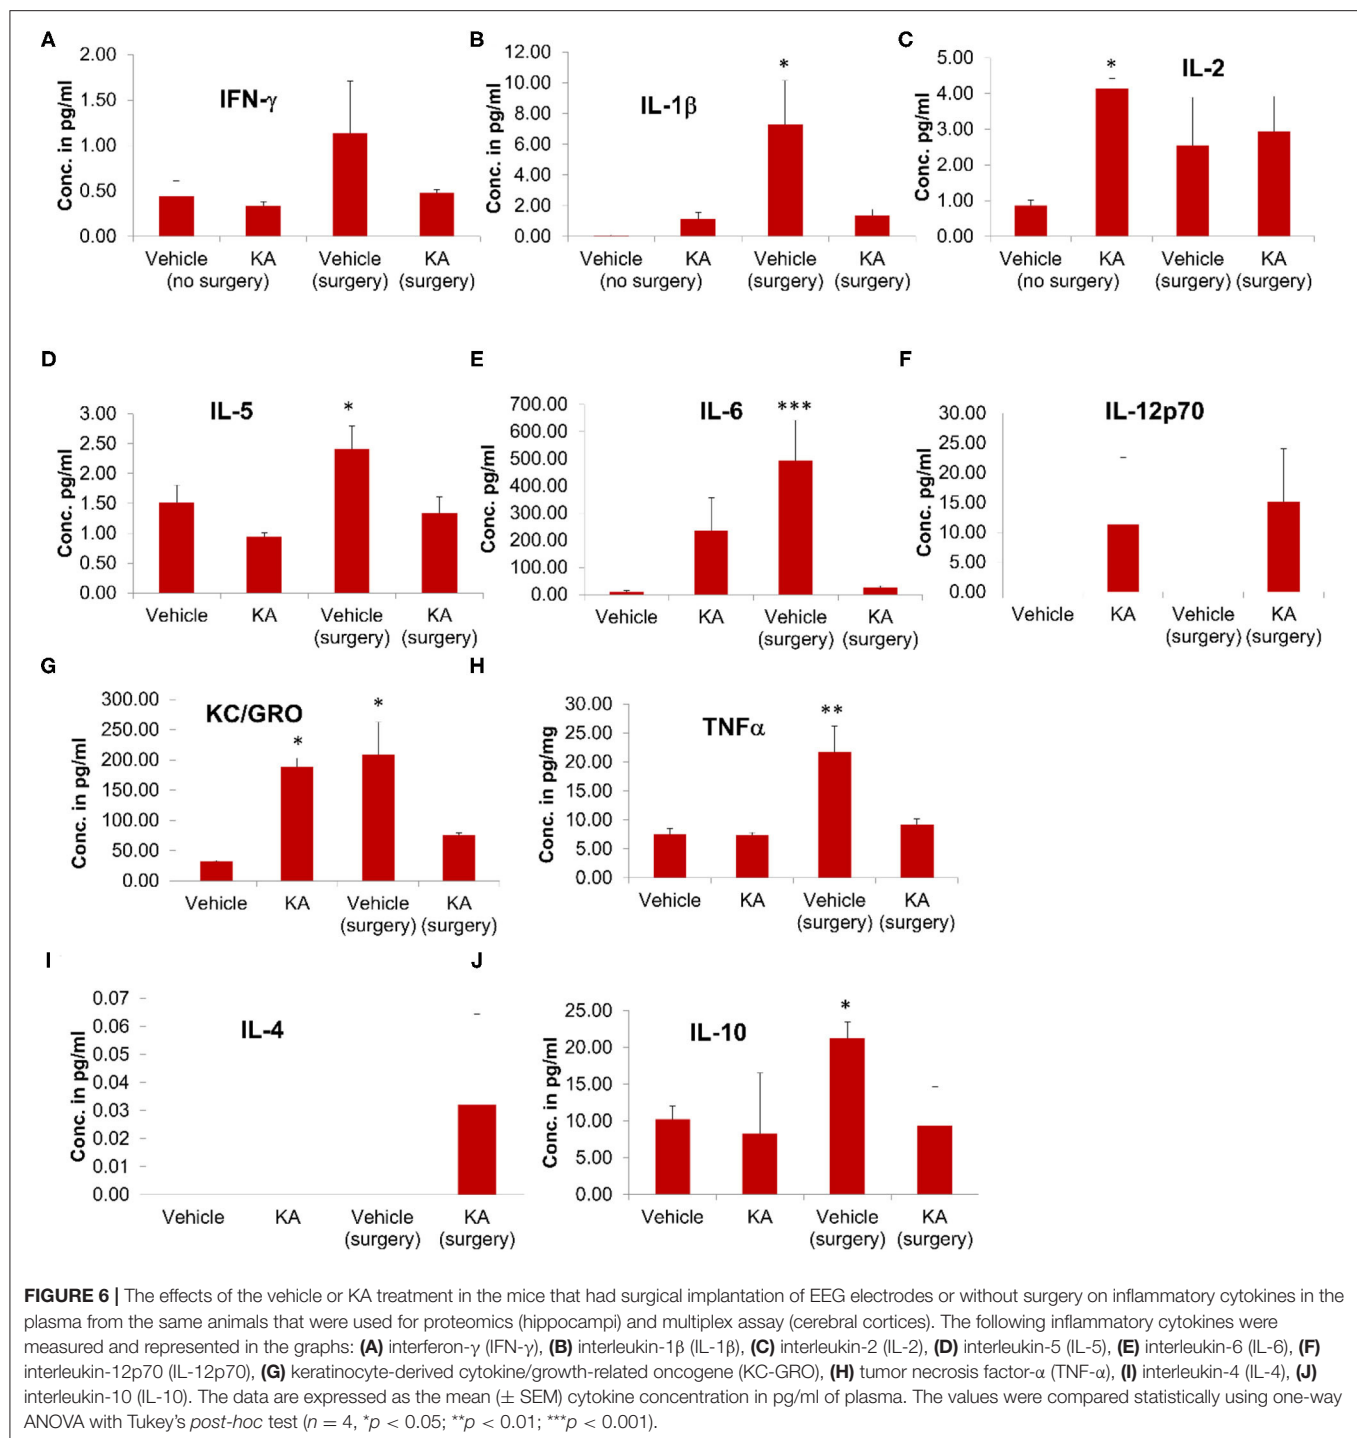 A
2.00
1.50
1.00
0.50
0.00
Conc. in pg/ml
IFN-γ
Vehicle KA Vehicle KA
(no surgery) (surgery) (surgery)
B
12.00
10.00
8.00
6.00
4.00
2.00
0.00
Conc. in pg/ml
IL-1β
*
Vehicle KA Vehicle KA
(no surgery) (surgery) (surgery)
C
5.00
4.00
3.00
2.00
1.00
0.00
Conc. pg/ml
IL-2
*
Vehicle KA Vehicle KA
(no surgery) (surgery) (surgery)
D
3.00
2.50
2.00
1.50
1.00
0.50
0.00
Conc. pg/ml
IL-5
*
Vehicle KA Vehicle KA
(surgery) (surgery)
E
700.00
600.00
500.00
400.00
300.00
200.00
100.00
0.00
Conc. in pg/ml
IL-6
***
Vehicle KA Vehicle KA
(surgery) (surgery)
F
30.00
25.00
20.00
15.00
10.00
5.00
0.00
Conc. pg/ml
IL-12p70
Vehicle KA Vehicle KA
(surgery) (surgery)
G
300.00
250.00
200.00
150.00
100.00
50.00
0.00
Conc. in pg/ml
KC/GRO
*
*
Vehicle KA Vehicle KA
(surgery) (surgery)
H
30.00
25.00
20.00
15.00
10.00
5.00
0.00
Conc. in pg/mg
TNFα
**
Vehicle KA Vehicle KA
(surgery) (surgery)
I
0.07
0.06
0.05
0.04
0.03
0.02
0.01
0.00
Conc. in pg/ml
IL-4
Vehicle KA Vehicle KA
(surgery) (surgery)
J
25.00
20.00
15.00
10.00
5.00
0.00
Conc. in pg/ml
IL-10
*
Vehicle KA Vehicle KA
(surgery) (surgery)
FIGURE 6 | The effects of the vehicle or KA treatment in the mice that had surgical implantation of EEG electrodes or without surgery on inflammatory cytokines in the
plasma from the same animals that were used for proteomics (hippocampi) and multiplex assay (cerebral cortices). The following inflammatory cytokines were
measured and represented in the graphs: (A) interferon-γ (IFN-γ), (B) interleukin-1β (IL-1β), (C) interleukin-2 (IL-2), (D) interleukin-5 (IL-5), (E) interleukin-6 (IL-6), (F)
interleukin-12p70 (IL-12p70), (G) keratinocyte-derived cytokine/growth-related oncogene (KC-GRO), (H) tumor necrosis factor-α (TNF-α), (I) interleukin-4 (IL-4), (J)
interleukin-10 (IL-10). The data are expressed as the mean (± SEM) cytokine concentration in pg/ml of plasma. The values were compared statistically using one-way
ANOVA with Tukey's post-hoc test (n = 4, *p < 0.05; **p < 0.01; ***p < 0.001).